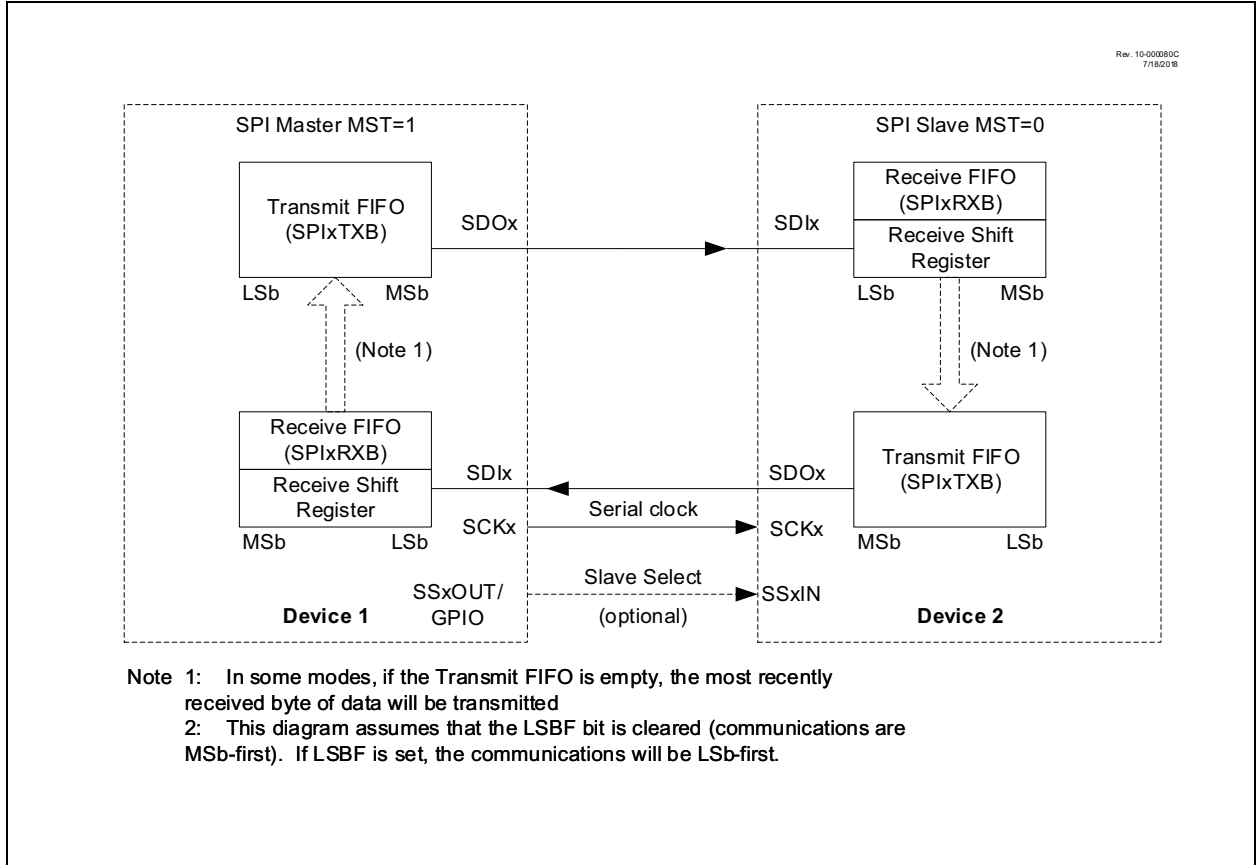 Rev. 10-000080C
7/18/2018
SPI Master MST=1
SPI Slave MST=0
Transmit FIFO
(SPIxTXB)
SDOx
SDIx
Receive FIFO
(SPIxRXB)
Receive Shift
Register
LSb MSb
LSb MSb
(Note 1)
(Note 1)
Receive FIFO
(SPIxRXB)
Receive Shift
Register
SDIx
SDOx
Transmit FIFO
(SPIxTXB)
Serial clock
SCKx
SCKx
MSb LSb
MSb LSb
SSxOUT/
GPIO
Slave Select
(optional)
SSxIN
Device 1
Device 2
Note 1: In some modes, if the Transmit FIFO is empty, the most recently
received byte of data will be transmitted
2: This diagram assumes that the LSBF bit is cleared (communications are
MSb-first). If LSBF is set, the communications will be LSb-first.